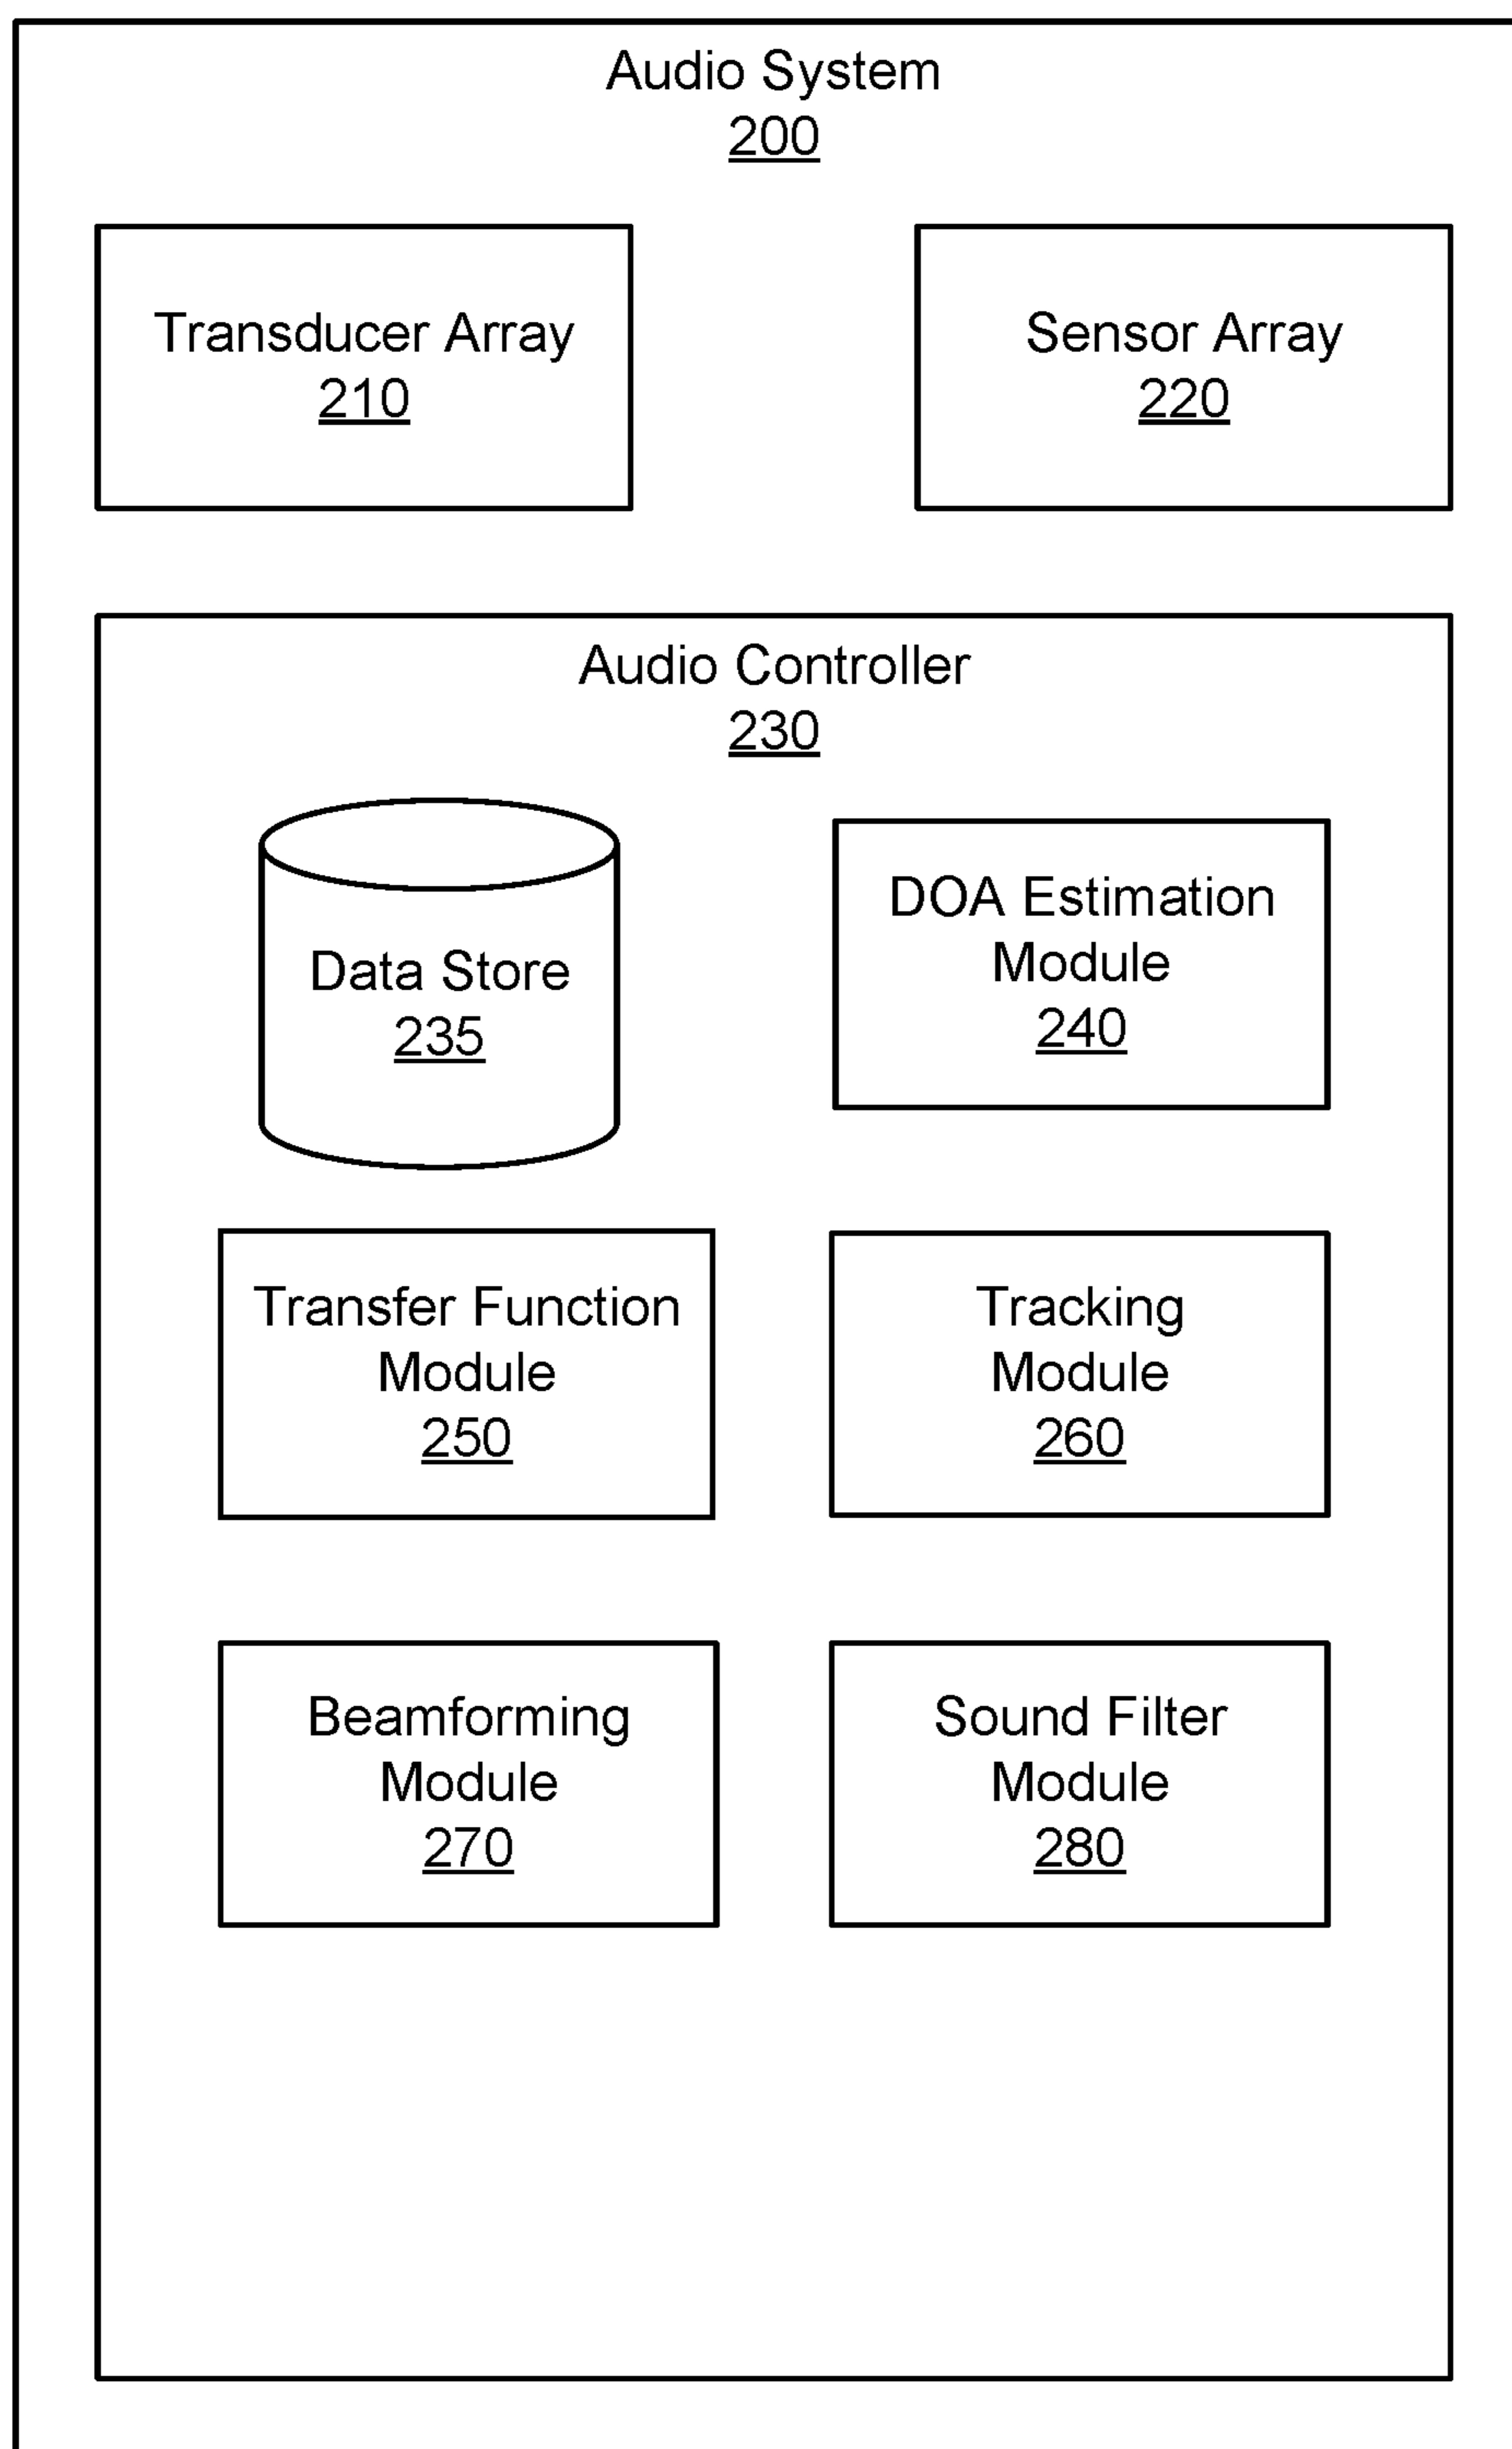 Audio System
200
Transducer Array
210
Sensor Array
220
Audio Controller
230
Data Store
235
DOA Estimation
Module
240
Transfer Function
Module
250
Tracking
Module
260
Beamforming
Module
270
Sound Filter
Module
280